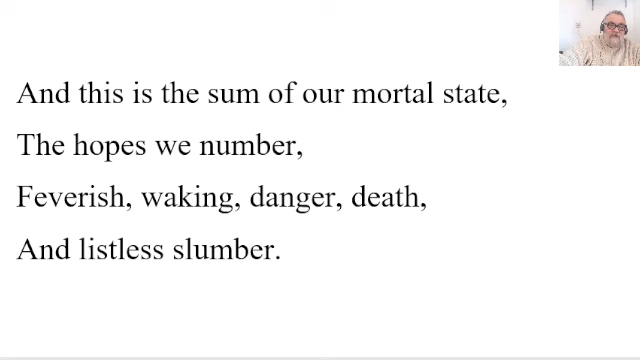 And this is the sum of our mortal state,
The hopes we number,
Feverish, waking, danger, death,
And listless slumber.